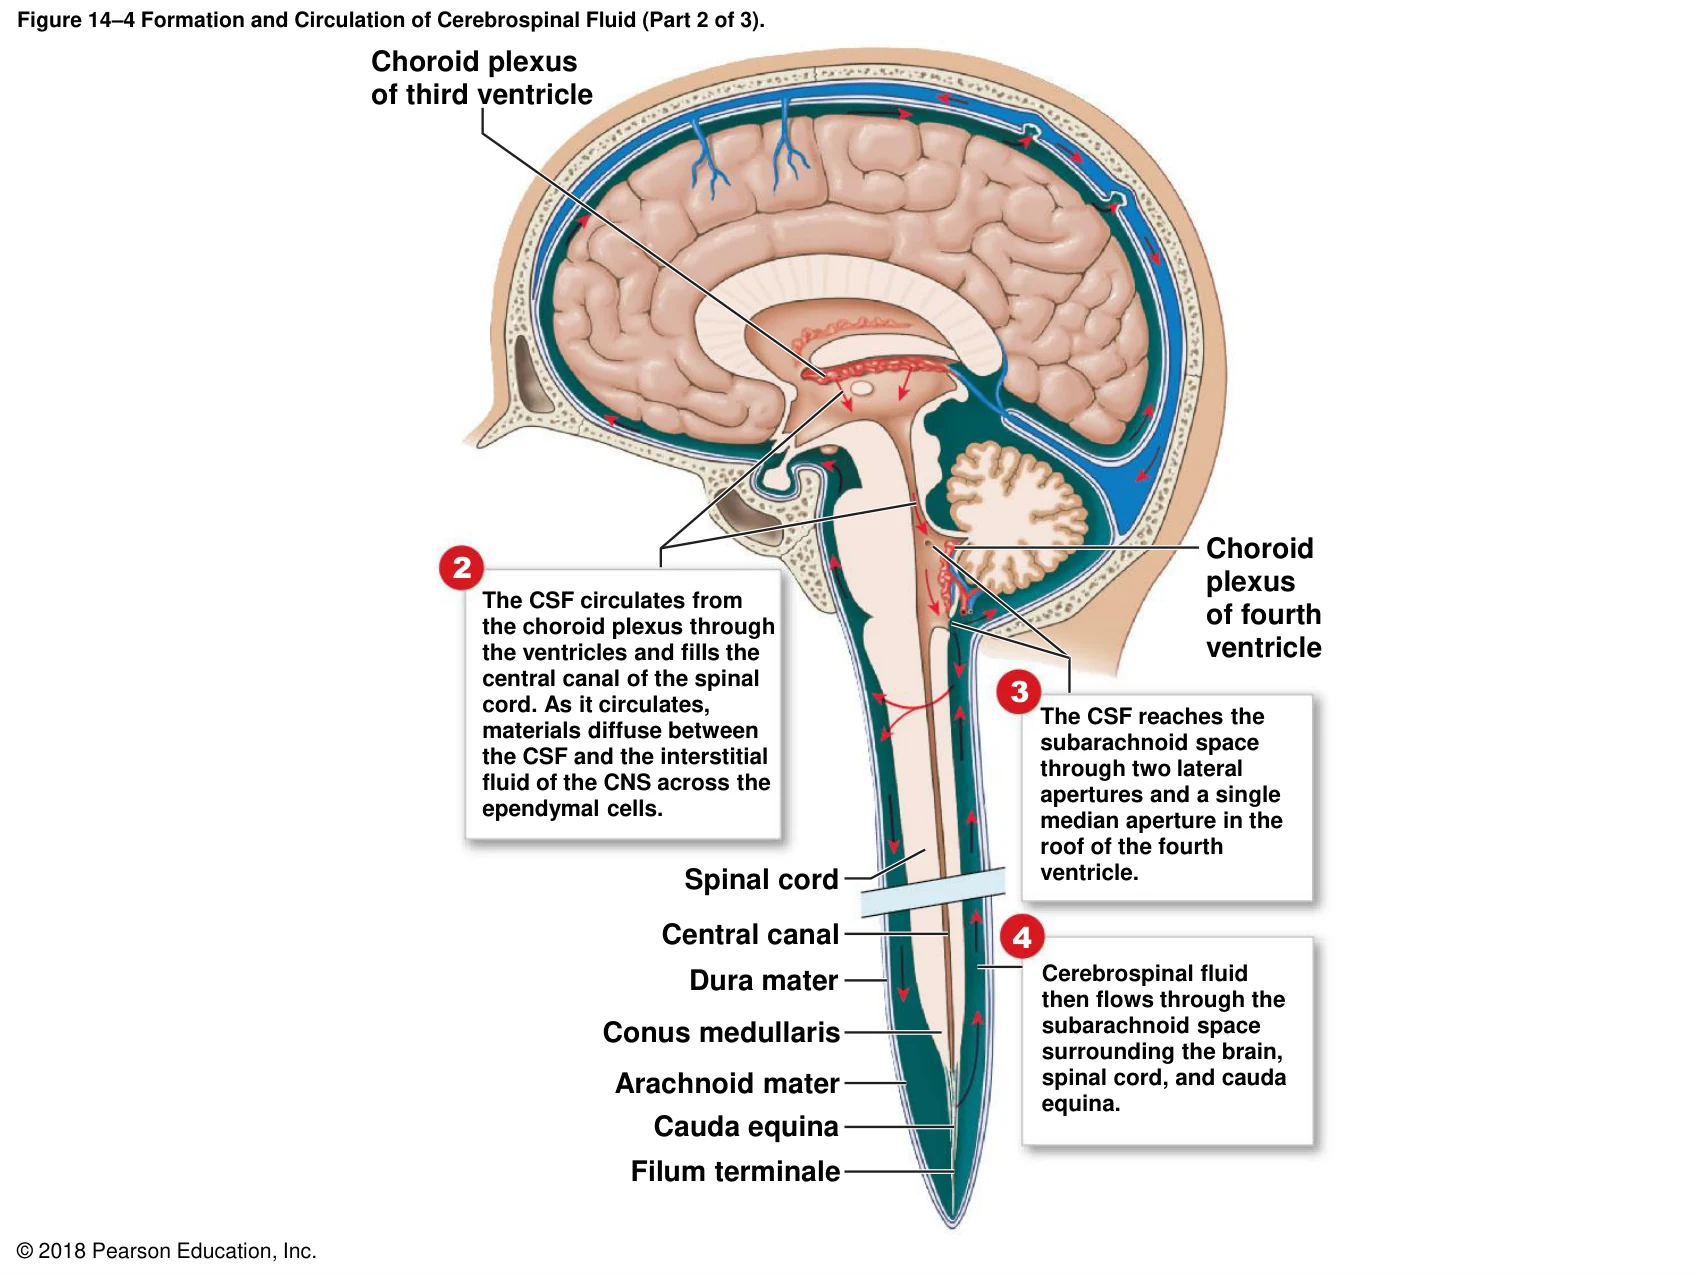 Figure 14–4 Formation and Circulation of Cerebrospinal Fluid (Part 2 of 3).
Choroid plexus
of third ventricle
Choroid
plexus
of fourth
ventricle
2
The CSF circulates from
the choroid plexus through
the ventricles and fills the
central canal of the spinal
cord. As it circulates,
materials diffuse between
the CSF and the interstitial
fluid of the CNS across the
ependymal cells.
3
The CSF reaches the
subarachnoid space
through two lateral
apertures and a single
median aperture in the
roof of the fourth
ventricle.
Spinal cord
Central canal
Dura mater
Conus medullaris
Arachnoid mater
Cauda equina
Filum terminale
4
Cerebrospinal fluid
then flows through the
subarachnoid space
surrounding the brain,
spinal cord, and cauda
equina.
© 2018 Pearson Education, Inc.